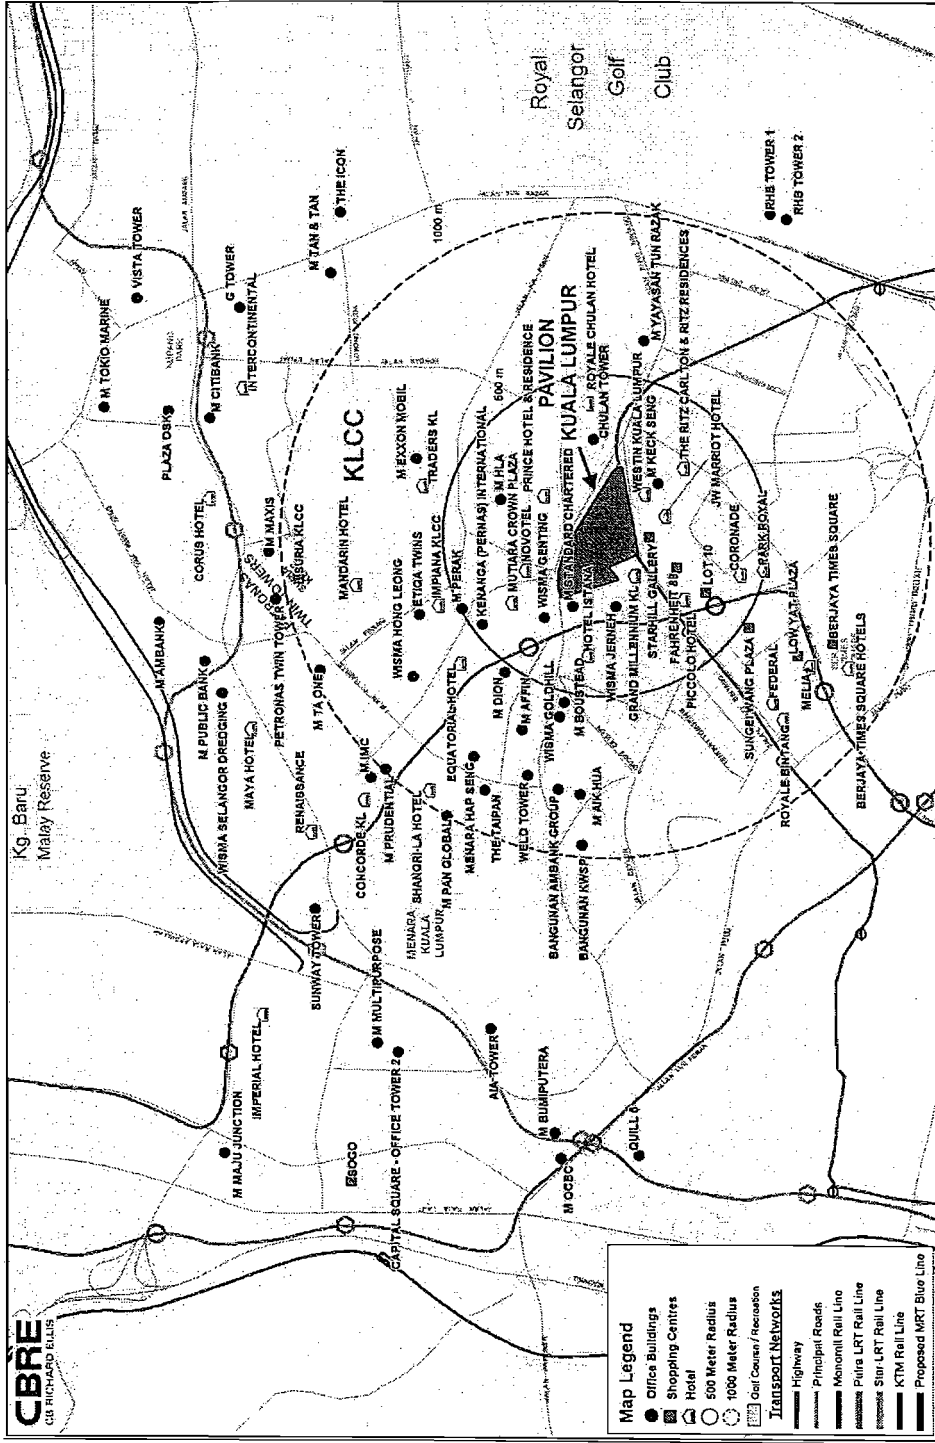 CBRE
CB RICHARD ELLIS
Kg. Baru
Malay Reserve
Royal
Selangor
Golf
Club
M TOKIO MARINE
VISTA TOWER
PLAZA OSK
M CITIBANK
G TOWER
INTERCONTINENTAL
M TAN & TAN
THE ICON
1000 m
CORUS HOTEL
M MAXIS
SURIA KLCC
PETRONAS
TWIN TOWERS
MANDARIN HOTEL
KLCC
M EXXON MOBIL
TRADERS KL
M AMBANK
M PUBLIC BANK
WISMA SELANGOR DREDGING
MAYA HOTEL
PETRONAS TWIN TOWER
M TA ONE
WISMA HONG LEONG
ETIQA TWINS
IMPIANA KLCC
M PERAK
KENANGA (PERNAS) INTERNATIONAL
M HLA
MUTIARA CROWN PLAZA
NOVOTEL
PRINCE HOTEL & RESIDENCE
500 m
WISMA GENTING
PAVILION
KUALA LUMPUR
M STANDARD CHARTERED
ROYALE CHULAN HOTEL
CHULAN TOWER
M YAYASAN TUN RAZAK
RHB TOWER 1
RHB TOWER 2
WESTIN KUALA LUMPUR
M KECK SENG
THE RITZ CARLTON & RITZ RESIDENCES
JW MARRIOT HOTEL
HOTEL ISTANA
WISMA JERNEH
GRAND MILLENNIUM KL
STARHILL GALLERY
FAHRENHEIT 88
PICCOLO HOTEL
LOT 10
CORONADE
PARK ROYAL
SUNGEI WANG PLAZA
FEDERAL
LOW YAT PLAZA
MELIA
BERJAYA TIMES SQUARE
BERJAYA TIMES SQUARE HOTELS
ROYALE BINTANG
RENAISSANCE
M IMC
CONCORDE KL
M PRUDENTIAL
EQUATORIAL HOTEL
M DION
M AFFIN
WISMA GOLDHILL
M BOUSTEAD
SHANGRI-LA HOTEL
MENARA HAP SENG
M PAN GLOBAL
THE TAIPAN
WELD TOWER
BANGUNAN AMBANK GROUP
M AIK HUA
BANGUNAN KWSP
MENARA
KUALA
LUMPUR
SUNWAY TOWER
M MULTIPURPOSE
IMPERIAL HOTEL
M MAJU JUNCTION
SOGO
CAPITAL SQUARE - OFFICE TOWER 2
AIA TOWER
M BUMIPUTERA
M OCBC
QUILL 6
Map Legend
Office Buildings
Shopping Centres
Hotel
500 Meter Radius
1000 Meter Radius
Golf Course / Recreation
Transport Networks
Highway
Principal Roads
Monorail Rail Line
Putra LRT Rail Line
Star-LRT Rail Line
KTM Rail Line
Proposed MRT Blue Line